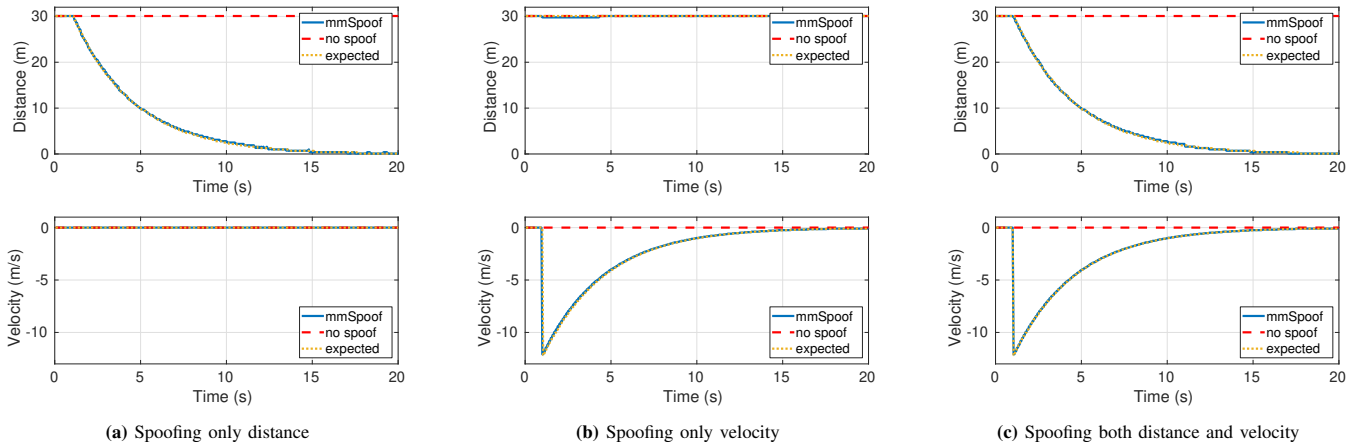 30
20
10
0
Distance (m)
0 5 10 15 20
Time (s)
mmSpoof
no spoof
expected
0
-5
-10
Velocity (m/s)
0 5 10 15 20
Time (s)
mmSpoof
no spoof
expected
(a) Spoofing only distance
30
20
10
0
Distance (m)
0 5 10 15 20
Time (s)
mmSpoof
no spoof
expected
0
-5
-10
Velocity (m/s)
0 5 10 15 20
Time (s)
mmSpoof
no spoof
expected
(b) Spoofing only velocity
30
20
10
0
Distance (m)
0 5 10 15 20
Time (s)
mmSpoof
no spoof
expected
0
-5
-10
Velocity (m/s)
0 5 10 15 20
Time (s)
mmSpoof
no spoof
expected
(c) Spoofing both distance and velocity